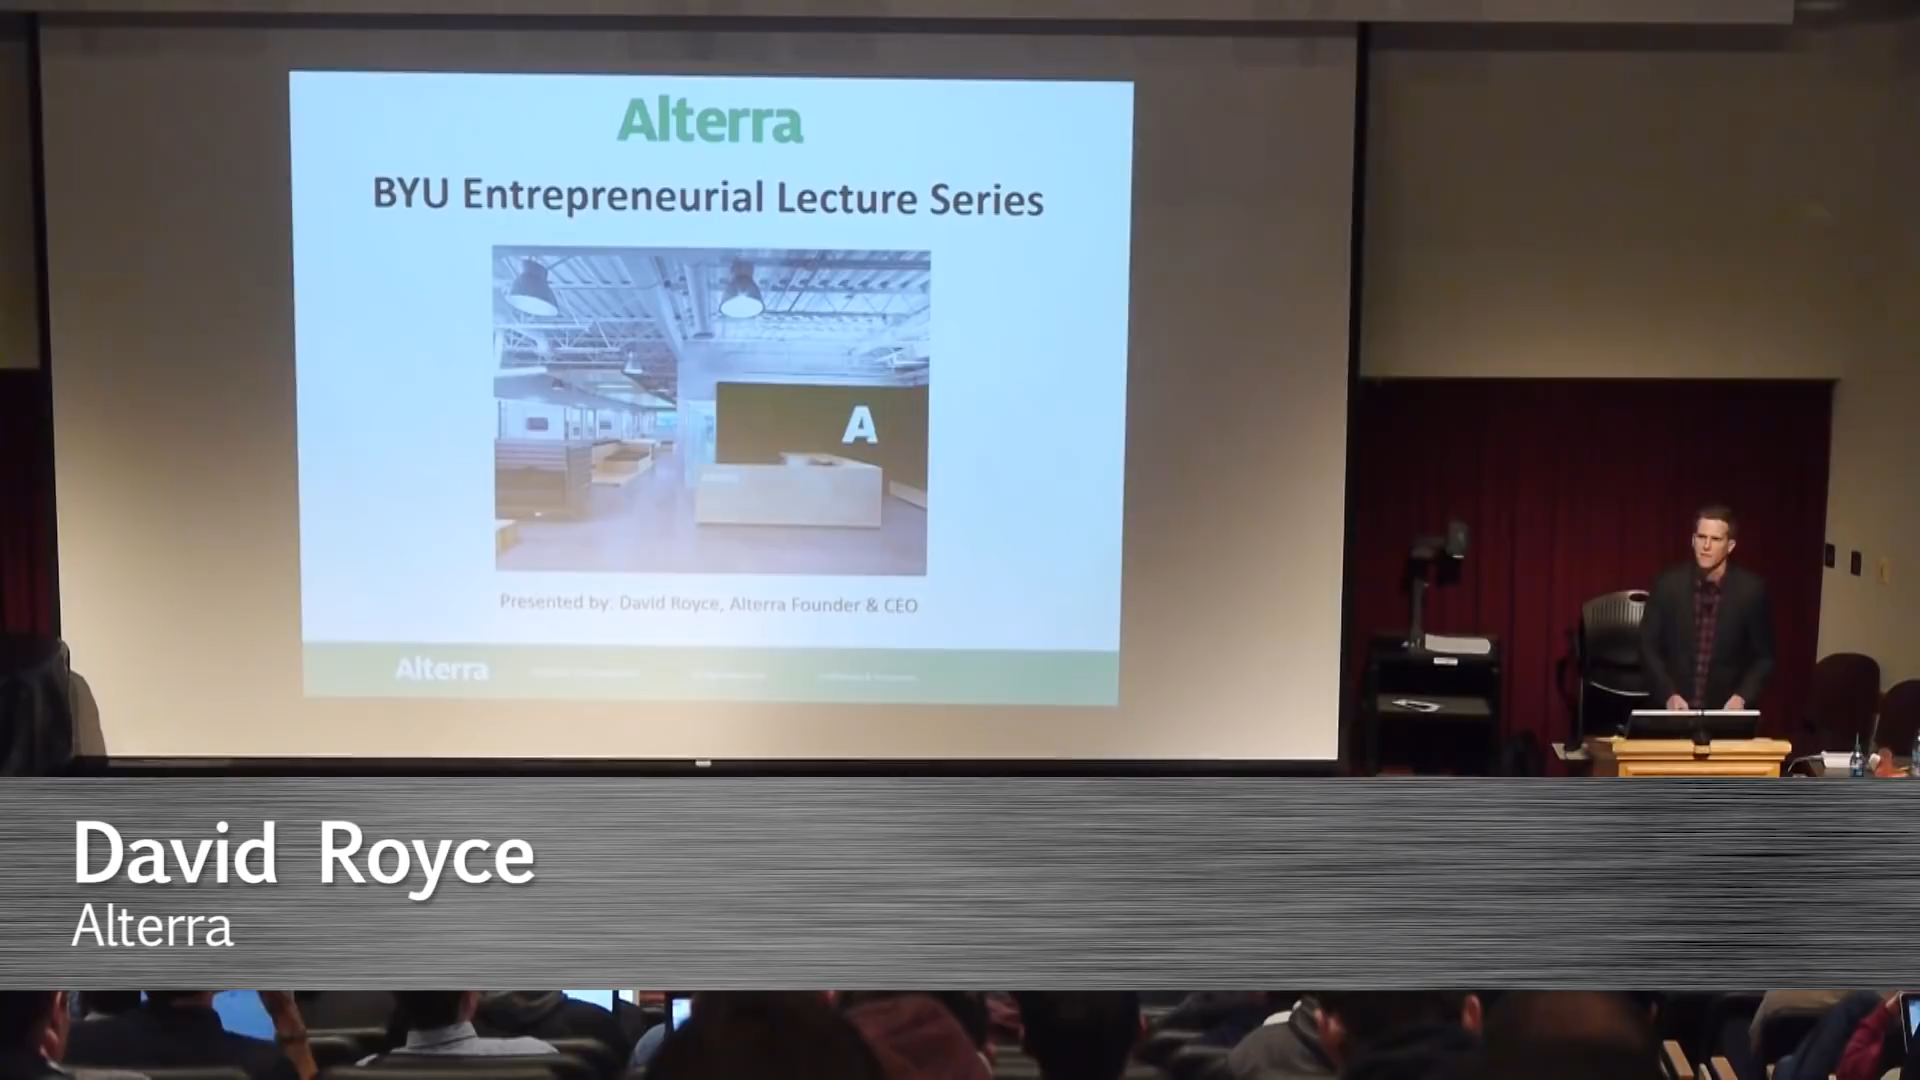 Alterra
BYU Entrepreneurial Lecture Series
A
Presented by: David Royce, Alterra Founder & CEO
Alterra
David Royce
Alterra